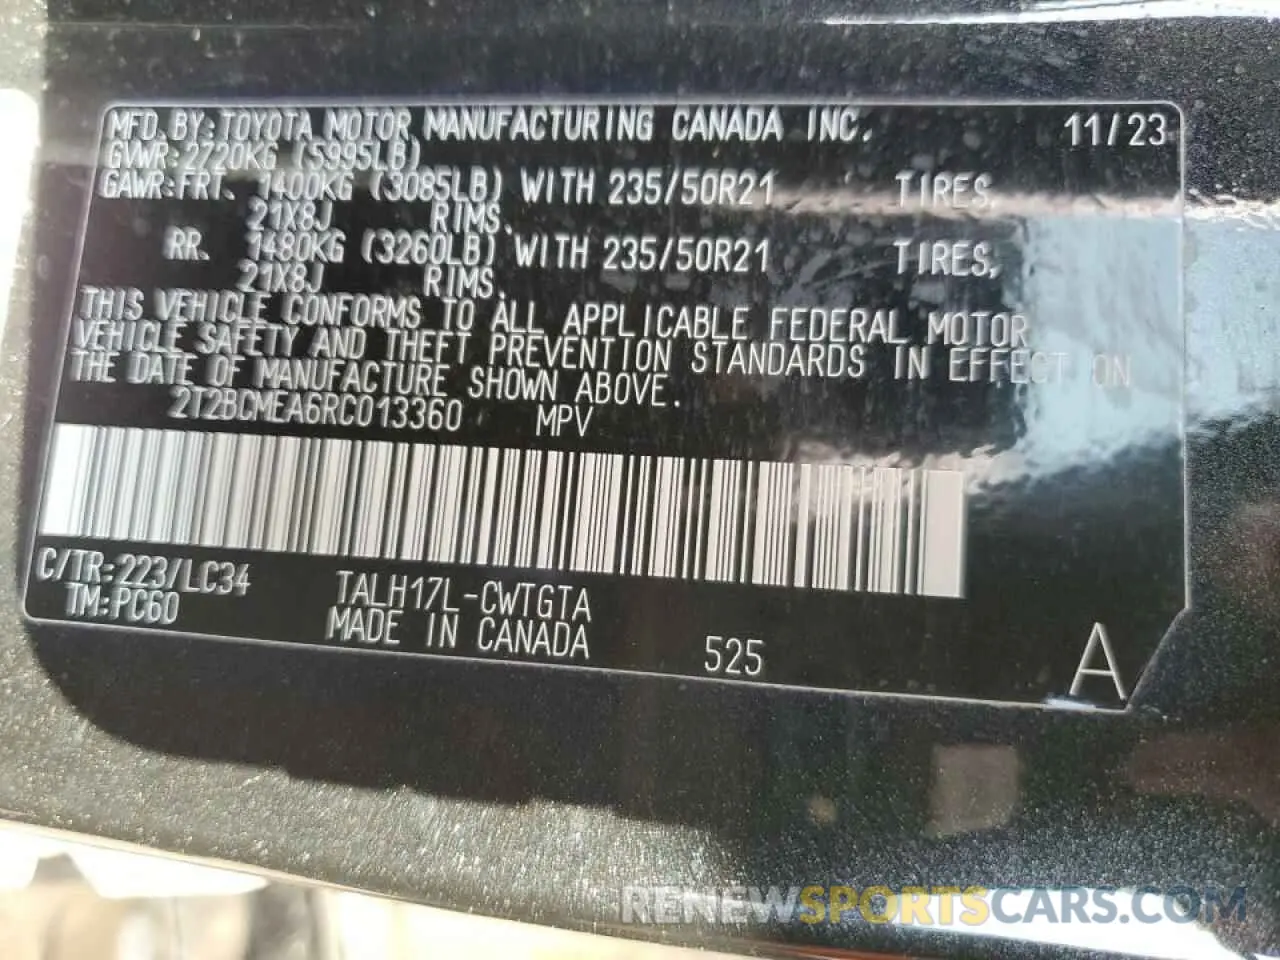 MFD. BY: TOYOTA MOTOR MANUFACTURING CANADA INC. 11/23
GVWR: 2720KG (5995LB)
GAWR: FRT. 1400KG (3085LB) WITH 235/50R21 TIRES,
21X8J RIMS.
RR. 1480KG (3260LB) WITH 235/50R21 TIRES,
21X8J RIMS.
THIS VEHICLE CONFORMS TO ALL APPLICABLE FEDERAL MOTOR
VEHICLE SAFETY AND THEFT PREVENTION STANDARDS IN EFFECT ON
THE DATE OF MANUFACTURE SHOWN ABOVE.
2T2BCMEA6RC013360 MPV
C/TR: 223/LC34 TALH17L-CWTGTA
TM: PC60 MADE IN CANADA 525 A
RENEWSPORTSCARS.COM